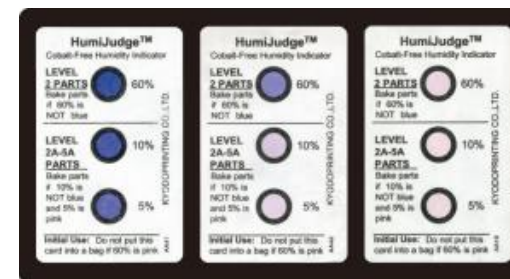 HumiJudge™
Cobalt-Free Humidity Indicator
LEVEL
2 PARTS
Bake parts
if 60% is
NOT blue
60%
LEVEL
2A-5A
PARTS
Bake parts
if 10% is
NOT blue
and 5% is
pink
10%
5%
KYODOPRINTING CO.,LTD.
Initial Use: Do not put this
card into a bag if 60% is pink
HumiJudge™
Cobalt-Free Humidity Indicator
LEVEL
2 PARTS
Bake parts
if 60% is
NOT blue
60%
LEVEL
2A-5A
PARTS
Bake parts
if 10% is
NOT blue
and 5% is
pink
10%
5%
KYODOPRINTING CO.,LTD.
Initial Use: Do not put this
card into a bag if 60% is pink
HumiJudge™
Cobalt-Free Humidity Indicator
LEVEL
2 PARTS
Bake parts
if 60% is
NOT blue
60%
LEVEL
2A-5A
PARTS
Bake parts
if 10% is
NOT blue
and 5% is
pink
10%
5%
KYODOPRINTING CO.,LTD.
Initial Use: Do not put this
card into a bag if 60% is pink